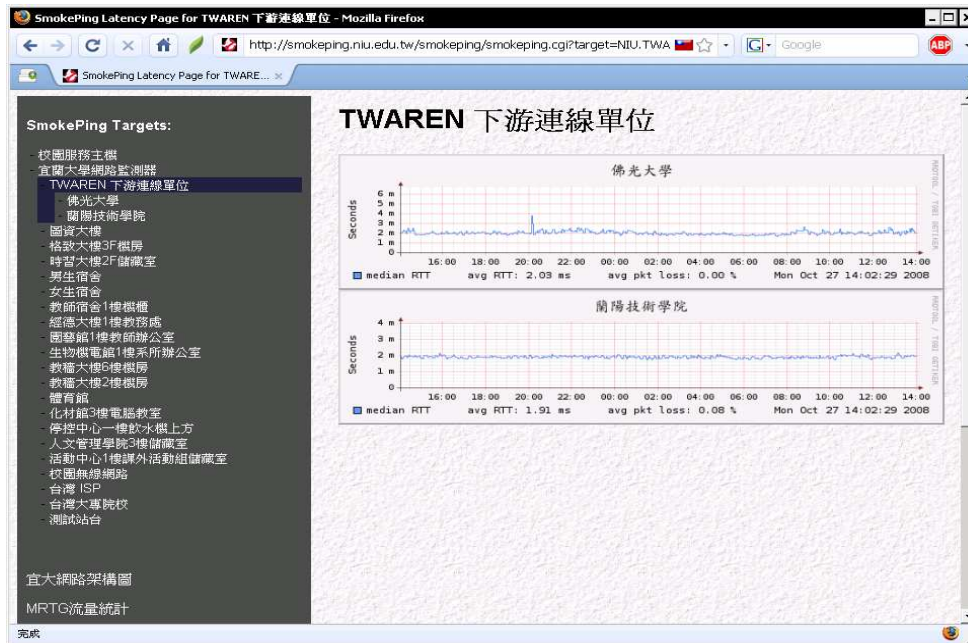 SmokePing Latency Page for TWAREN 下游連線單位 - Mozilla Firefox
http://smokeping.niu.edu.tw/smokeping/smokeping.cgi?target=NIU.TWA
Google
ABP
SmokePing Latency Page for TWARE...
SmokePing Targets:
- 校園服務主機
- 宜蘭大學網路監測器
- TWAREN 下游連線單位
- 佛光大學
- 蘭陽技術學院
- 圖資大樓
- 格致大樓3F機房
- 時習大樓2F儲藏室
- 男生宿舍
- 女生宿舍
- 教師宿舍1樓機櫃
- 經德大樓1樓教務處
- 園藝館1樓教師辦公室
- 生物機電館1樓系所辦公室
- 教穡大樓6樓機房
- 教穡大樓2樓機房
- 體育館
- 化材館3樓電腦教室
- 停控中心一樓飲水機上方
- 人文管理學院3樓儲藏室
- 活動中心1樓課外活動組儲藏室
- 校園無線網路
- 台灣 ISP
- 台灣大專院校
- 測試站台
宜大網路架構圖
MRTG流量統計
TWAREN 下游連線單位
佛光大學
Seconds
6 m
5 m
4 m
3 m
2 m
1 m
0
16:00 18:00 20:00 22:00 00:00 02:00 04:00 06:00 08:00 10:00 12:00 14:00
median RTT avg RTT: 2.03 ms avg pkt loss: 0.00 % Mon Oct 27 14:02:29 2008
RRDTOOL / TOBI OETIKER
蘭陽技術學院
Seconds
4 m
3 m
2 m
1 m
0
16:00 18:00 20:00 22:00 00:00 02:00 04:00 06:00 08:00 10:00 12:00 14:00
median RTT avg RTT: 1.91 ms avg pkt loss: 0.08 % Mon Oct 27 14:02:29 2008
RRDTOOL / TOBI OETIKER
完成